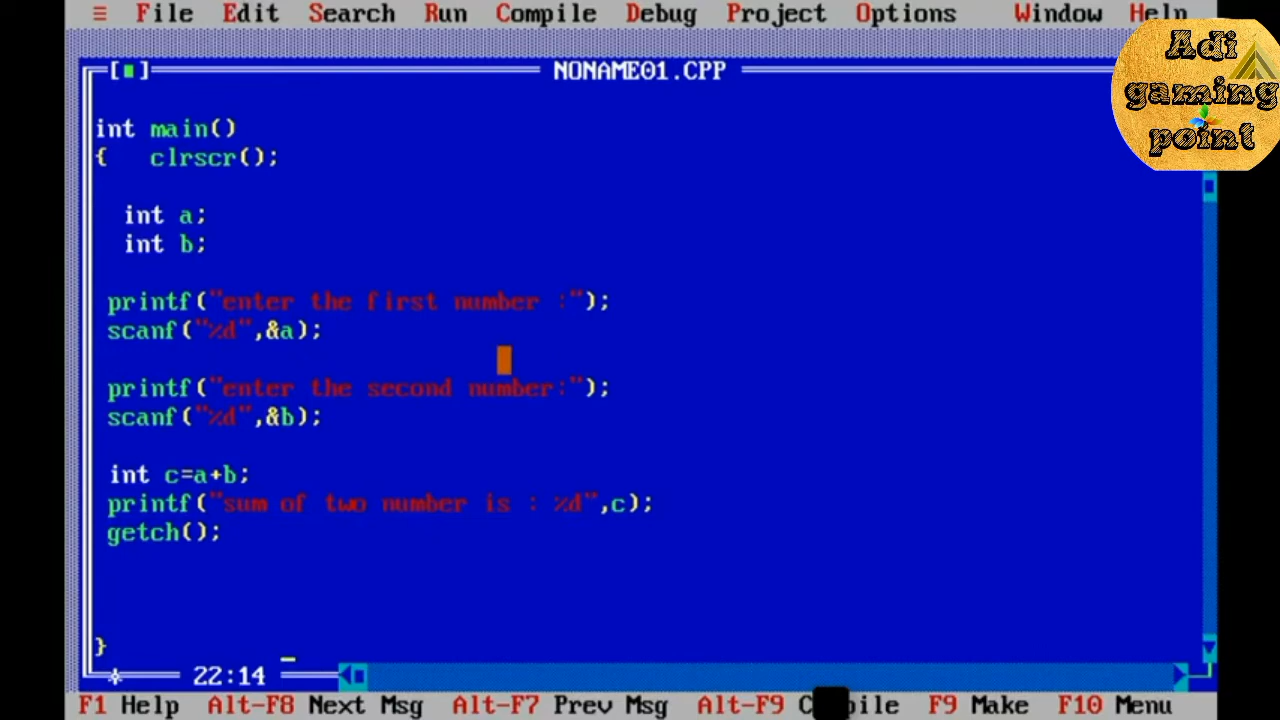 ≡ File Edit Search Run Compile Debug Project Options Window Help
[■] NONAME01.CPP
int main()
{   clrscr();
int a;
int b;
printf("enter the first number :");
scanf("%d",&a);
printf("enter the second number:");
scanf("%d",&b);
int c=a+b;
printf("sum of two number is : %d",c);
getch();
}
22:14
F1 Help Alt-F8 Next Msg Alt-F7 Prev Msg Alt-F9 F9 Make F10 Menu
Adi
gaming
point